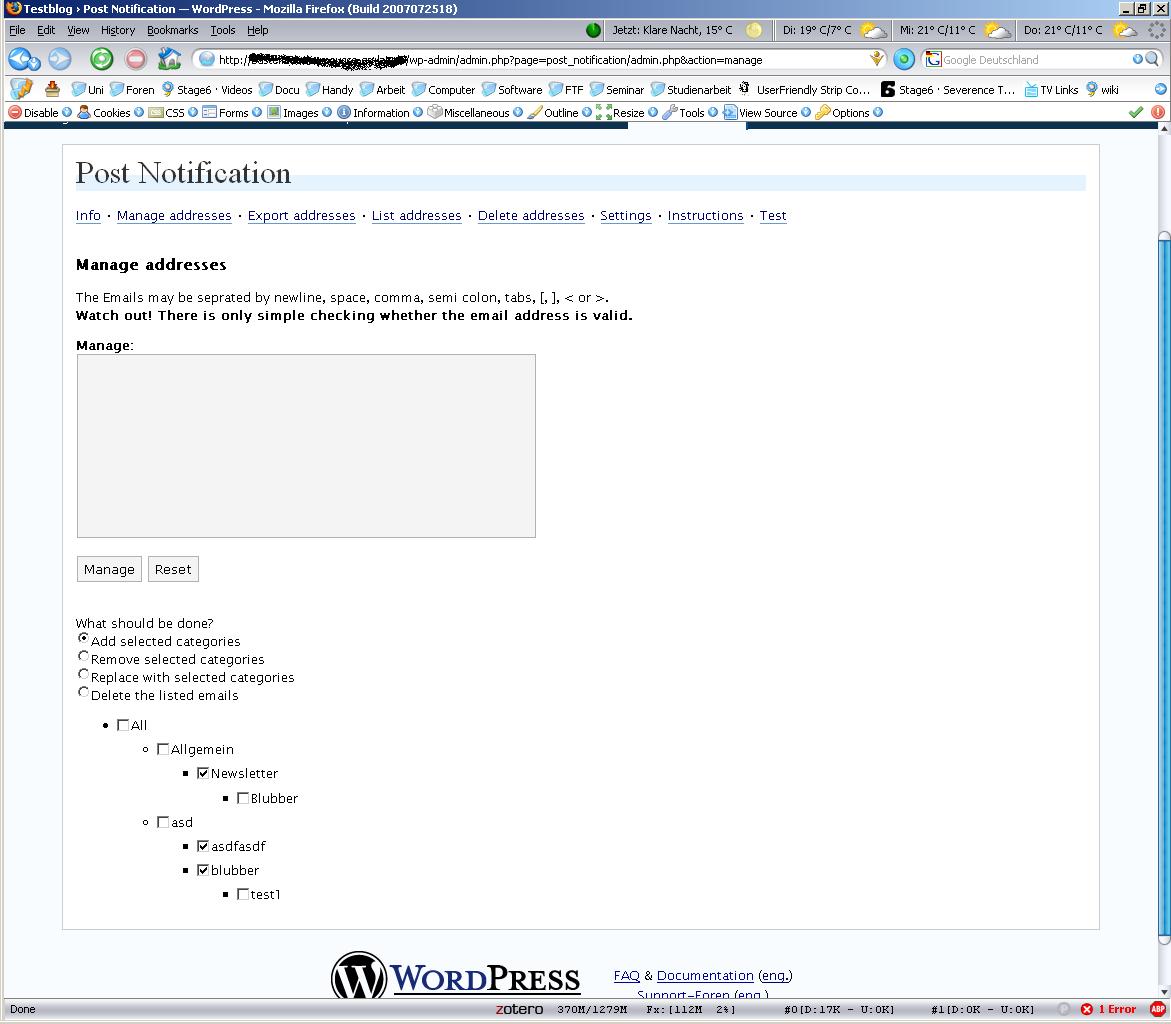 Testblog › Post Notification — WordPress - Mozilla Firefox (Build 2007072518)
File Edit View History Bookmarks Tools Help Jetzt: Klare Nacht, 15° C Di: 19° C/7° C Mi: 21° C/11° C Do: 21° C/11° C
http:// /wp-admin/admin.php?page=post_notification/admin.php&action=manage Google Deutschland
Uni Foren Stage6 · Videos Docu Handy Arbeit Computer Software FTF Seminar Studienarbeit UserFriendly Strip Co... Stage6 · Severence T... TV Links wiki
Disable Cookies CSS Forms Images Information Miscellaneous Outline Resize Tools View Source Options
Post Notification
Info · Manage addresses · Export addresses · List addresses · Delete addresses · Settings · Instructions · Test
Manage addresses
The Emails may be seprated by newline, space, comma, semi colon, tabs, [, ], < or >.
Watch out! There is only simple checking whether the email address is valid.
Manage:
Manage Reset
What should be done?
Add selected categories
Remove selected categories
Replace with selected categories
Delete the listed emails
All
Allgemein
Newsletter
Blubber
asd
asdfasdf
blubber
test1
W WORDPRESS FAQ & Documentation (eng.)
Support-Foren (eng.)
Done zotero 370M/1279M Fx:[112M 2%] #0[D:17K - U:0K] #1[D:0K - U:0K] 1 Error ABP